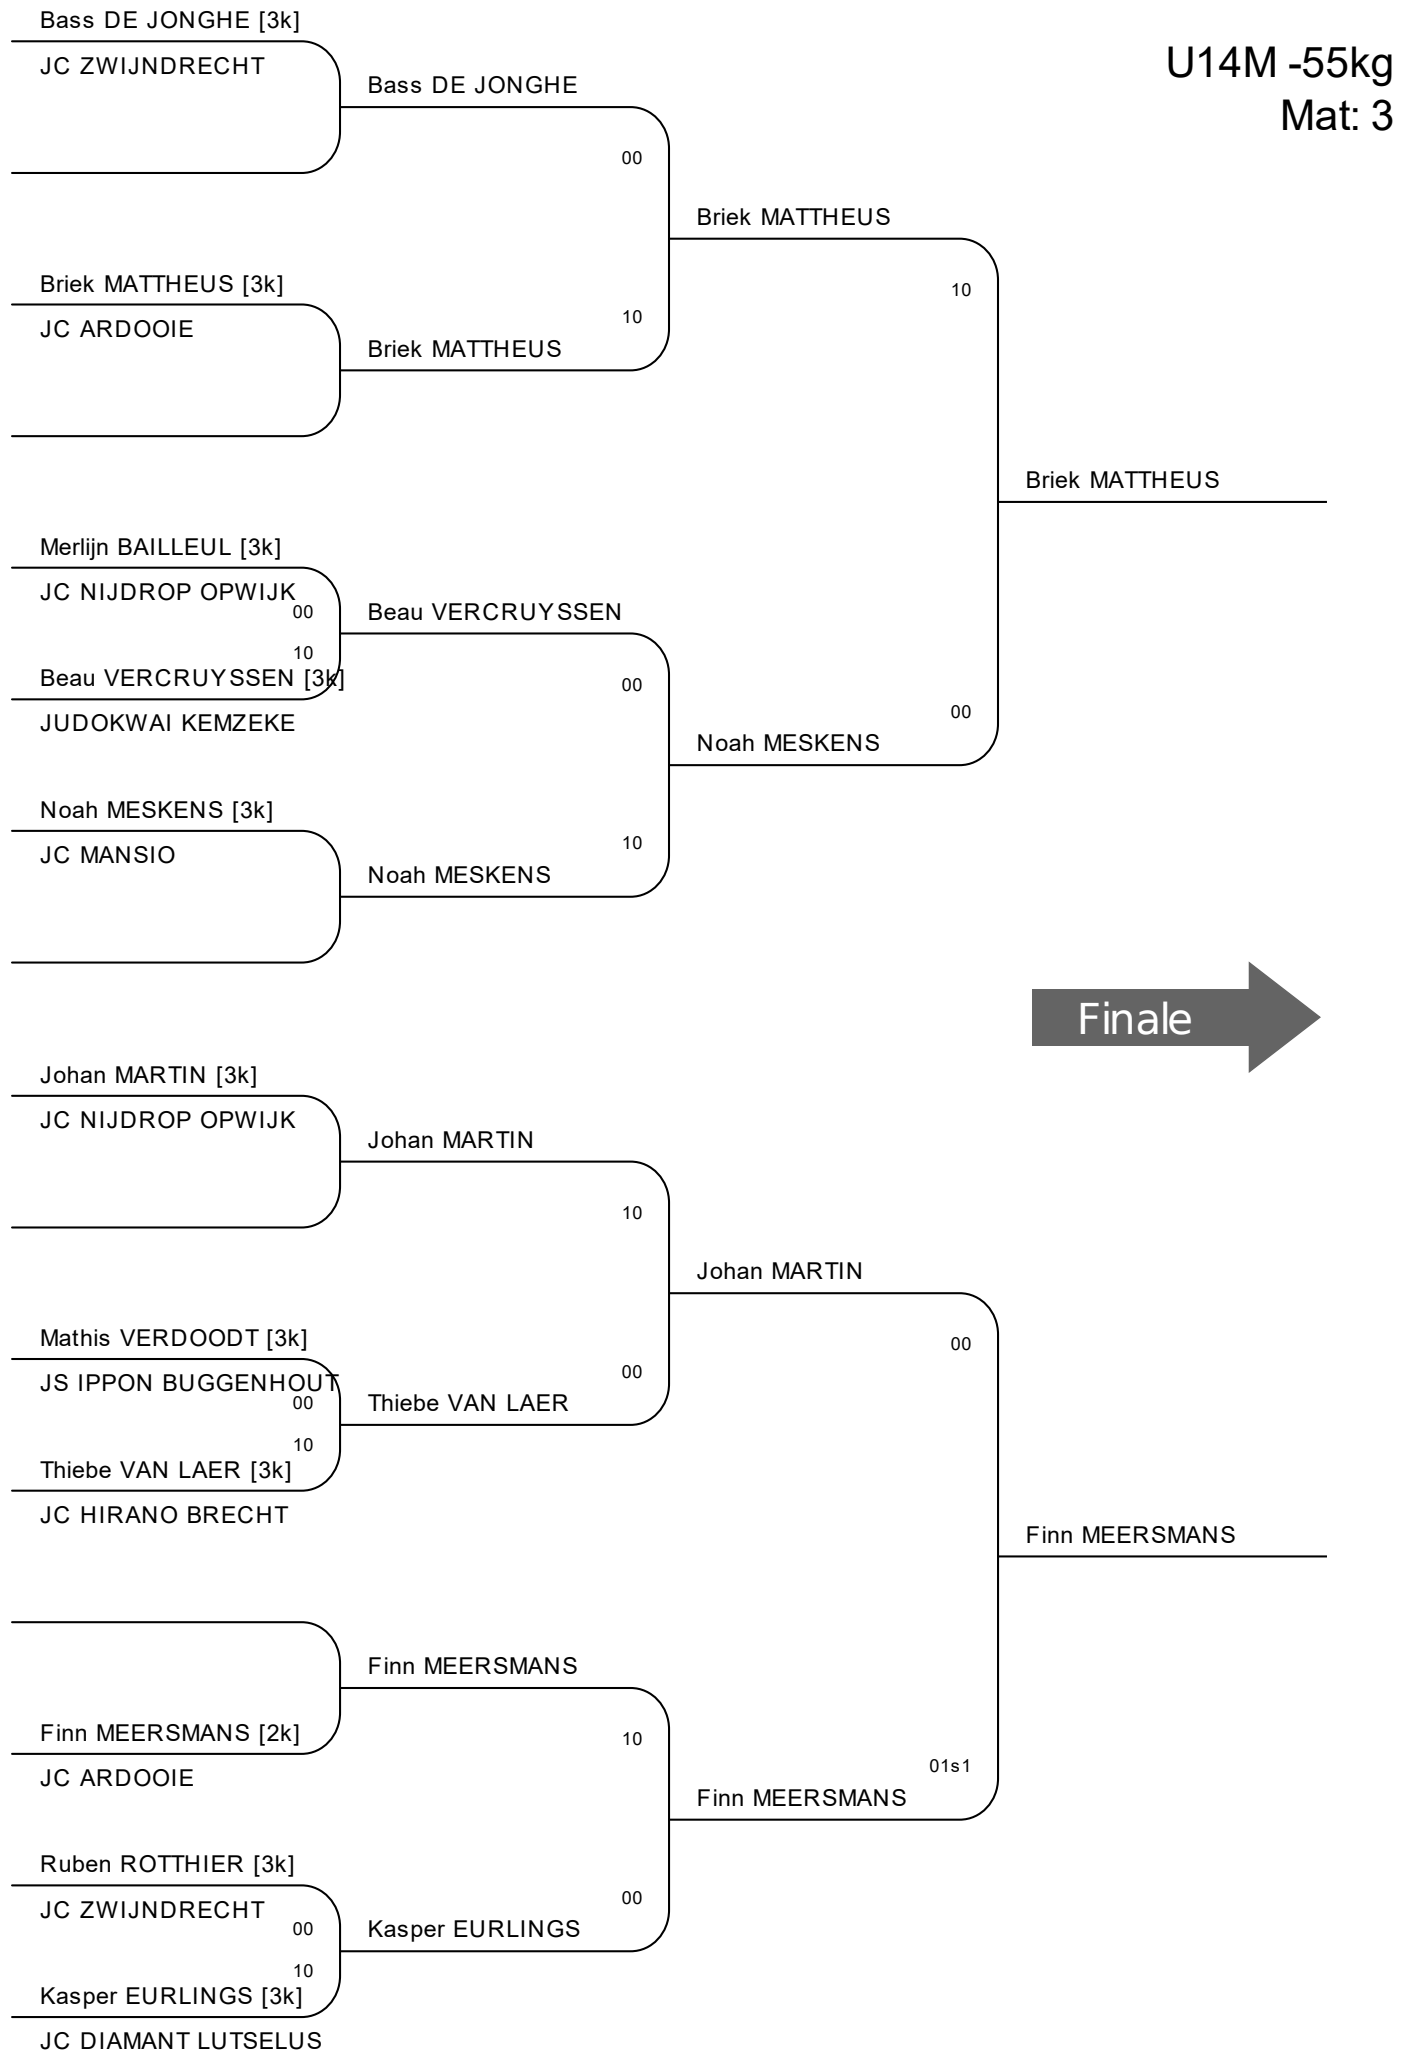 Bass DE JONGHE [3k]
JC ZWIJNDRECHT
U14M -55kg
Mat: 3
Bass DE JONGHE
00
Briek MATTHEUS
Briek MATTHEUS [3k]
JC ARDOOIE
10
10
Briek MATTHEUS
Briek MATTHEUS
Merlijn BAILLEUL [3k]
JC NIJDROP OPWIJK
00
Beau VERCRUYSSEN
10
Beau VERCRUYSSEN [3k]
JUDOKWAI KEMZEKE
00
00
Noah MESKENS
Noah MESKENS [3k]
JC MANSIO
10
Noah MESKENS
Finale
Johan MARTIN [3k]
JC NIJDROP OPWIJK
Johan MARTIN
10
Johan MARTIN
Mathis VERDOODT [3k]
JS IPPON BUGGENHOUT
00
00
00
Thiebe VAN LAER
10
Thiebe VAN LAER [3k]
JC HIRANO BRECHT
Finn MEERSMANS
Finn MEERSMANS
Finn MEERSMANS [2k]
JC ARDOOIE
10
01s1
Finn MEERSMANS
Ruben ROTTHIER [3k]
JC ZWIJNDRECHT
00
00
Kasper EURLINGS
10
Kasper EURLINGS [3k]
JC DIAMANT LUTSELUS